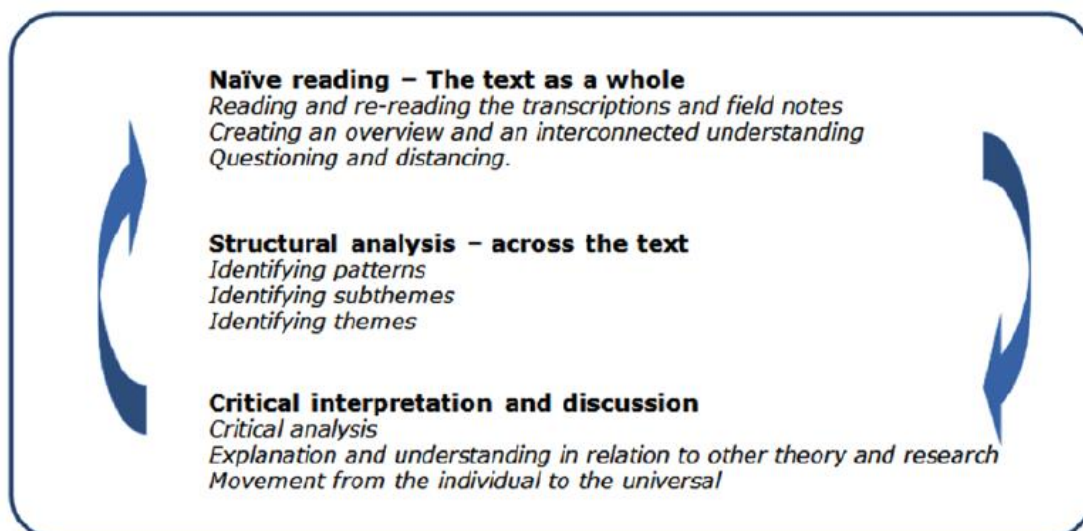 Naïve reading – The text as a whole
Reading and re-reading the transcriptions and field notes
Creating an overview and an interconnected understanding
Questioning and distancing.
Structural analysis – across the text
Identifying patterns
Identifying subthemes
Identifying themes
Critical interpretation and discussion
Critical analysis
Explanation and understanding in relation to other theory and research
Movement from the individual to the universal